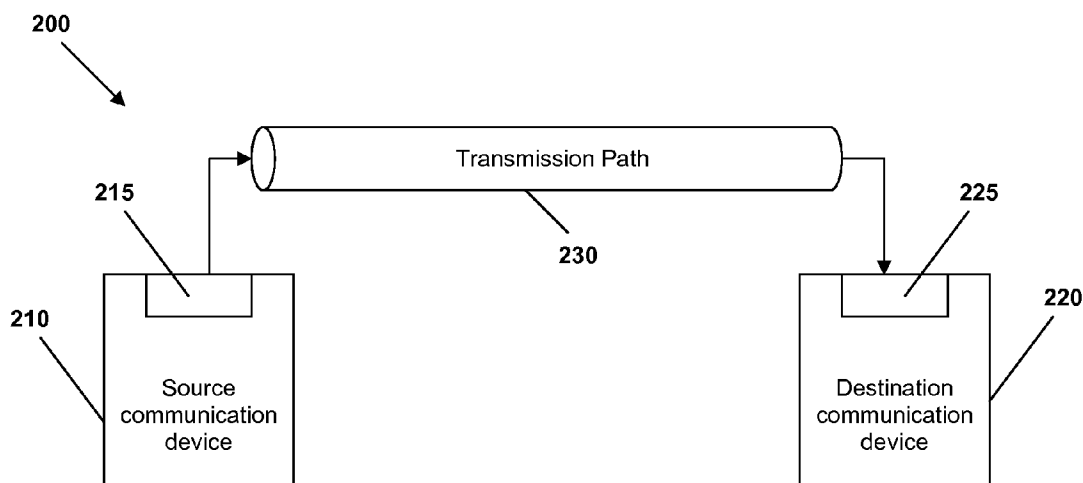 200
Transmission Path
215
225
230
210
220
Source
communication
device
Destination
communication
device